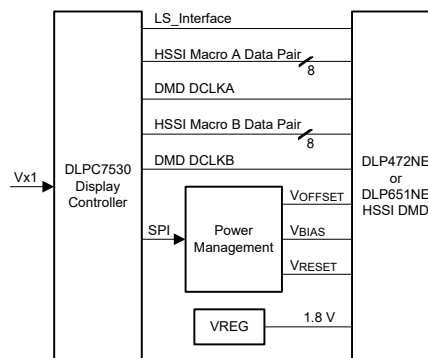 LS_Interface
HSSI Macro A Data Pair
8
DMD DCLKA
HSSI Macro B Data Pair
8
DMD DCLKB
Vx1
DLPC7530
Display
Controller
SPI
Power
Management
VOFFSET
VBIAS
VRESET
VREG
1.8 V
DLP472NE
or
DLP651NE
HSSI DMD